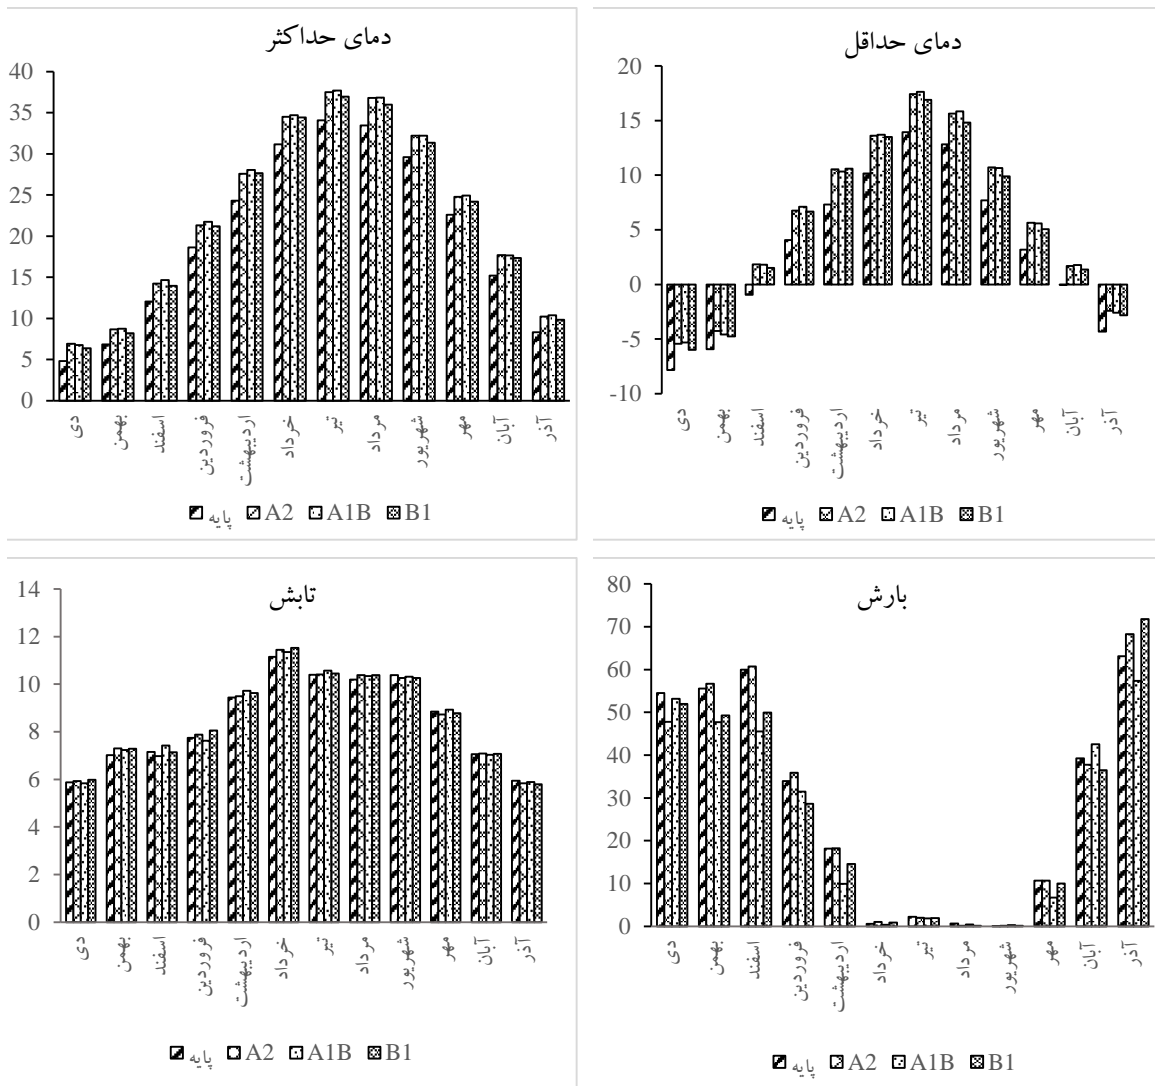 دمای حداکثر
40
35
30
25
20
15
10
5
0
دی
بهمن
اسفند
فروردین
اردیبهشت
خرداد
تیر
مرداد
شهریور
مهر
آبان
آذر
پایه A2 A1B B1
دمای حداقل
20
15
10
5
0
-5
-10
دی
بهمن
اسفند
فروردین
اردیبهشت
خرداد
تیر
مرداد
شهریور
مهر
آبان
آذر
پایه A2 A1B B1
تابش
14
12
10
8
6
4
2
0
دی
بهمن
اسفند
فروردین
اردیبهشت
خرداد
تیر
مرداد
شهریور
مهر
آبان
آذر
پایه A2 A1B B1
بارش
80
70
60
50
40
30
20
10
0
دی
بهمن
اسفند
فروردین
اردیبهشت
خرداد
تیر
مرداد
شهریور
مهر
آبان
آذر
پایه A2 A1B B1